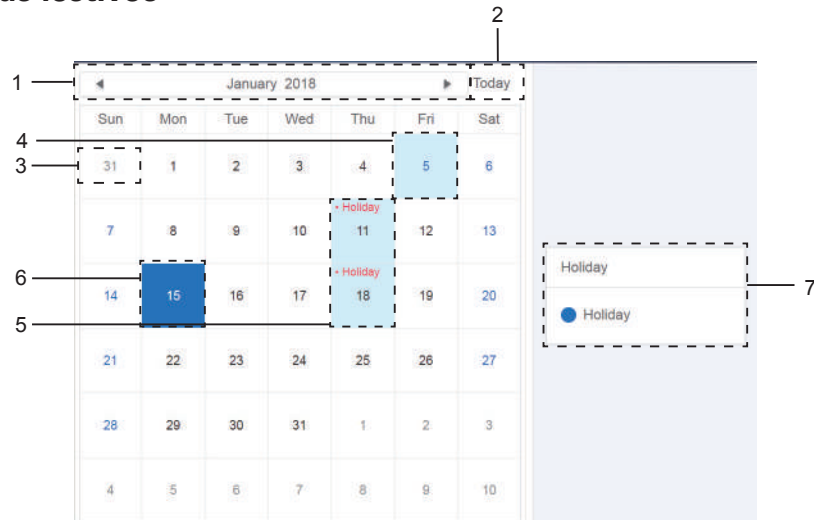 2
1
January 2018
Today
Sun Mon Tue Wed Thu Fri Sat
4
3
31 1 2 3 4 5 6
• Holiday
7 8 9 10 11 12 13
6
• Holiday
14 15 16 17 18 19 20
5
Holiday
7
Holiday
21 22 23 24 25 26 27
28 29 30 31 1 2 3
4 5 6 7 8 9 10